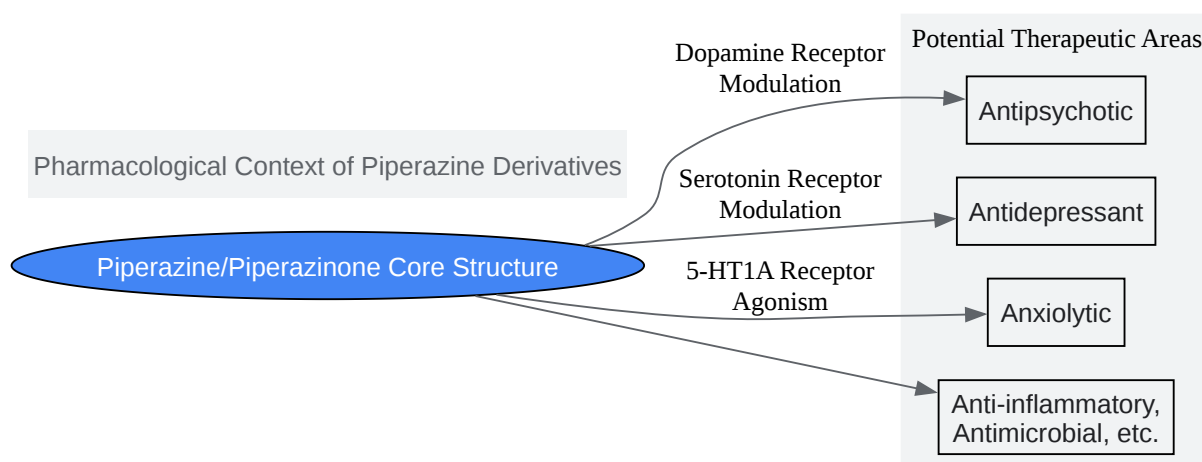 Potential Therapeutic Areas
Dopamine Receptor
Modulation
Antipsychotic
Pharmacological Context of Piperazine Derivatives
Serotonin Receptor
Modulation
Antidepressant
Piperazine/Piperazinone Core Structure
5-HT1A Receptor
Agonism
Anxiolytic
Anti-inflammatory,
Antimicrobial, etc.